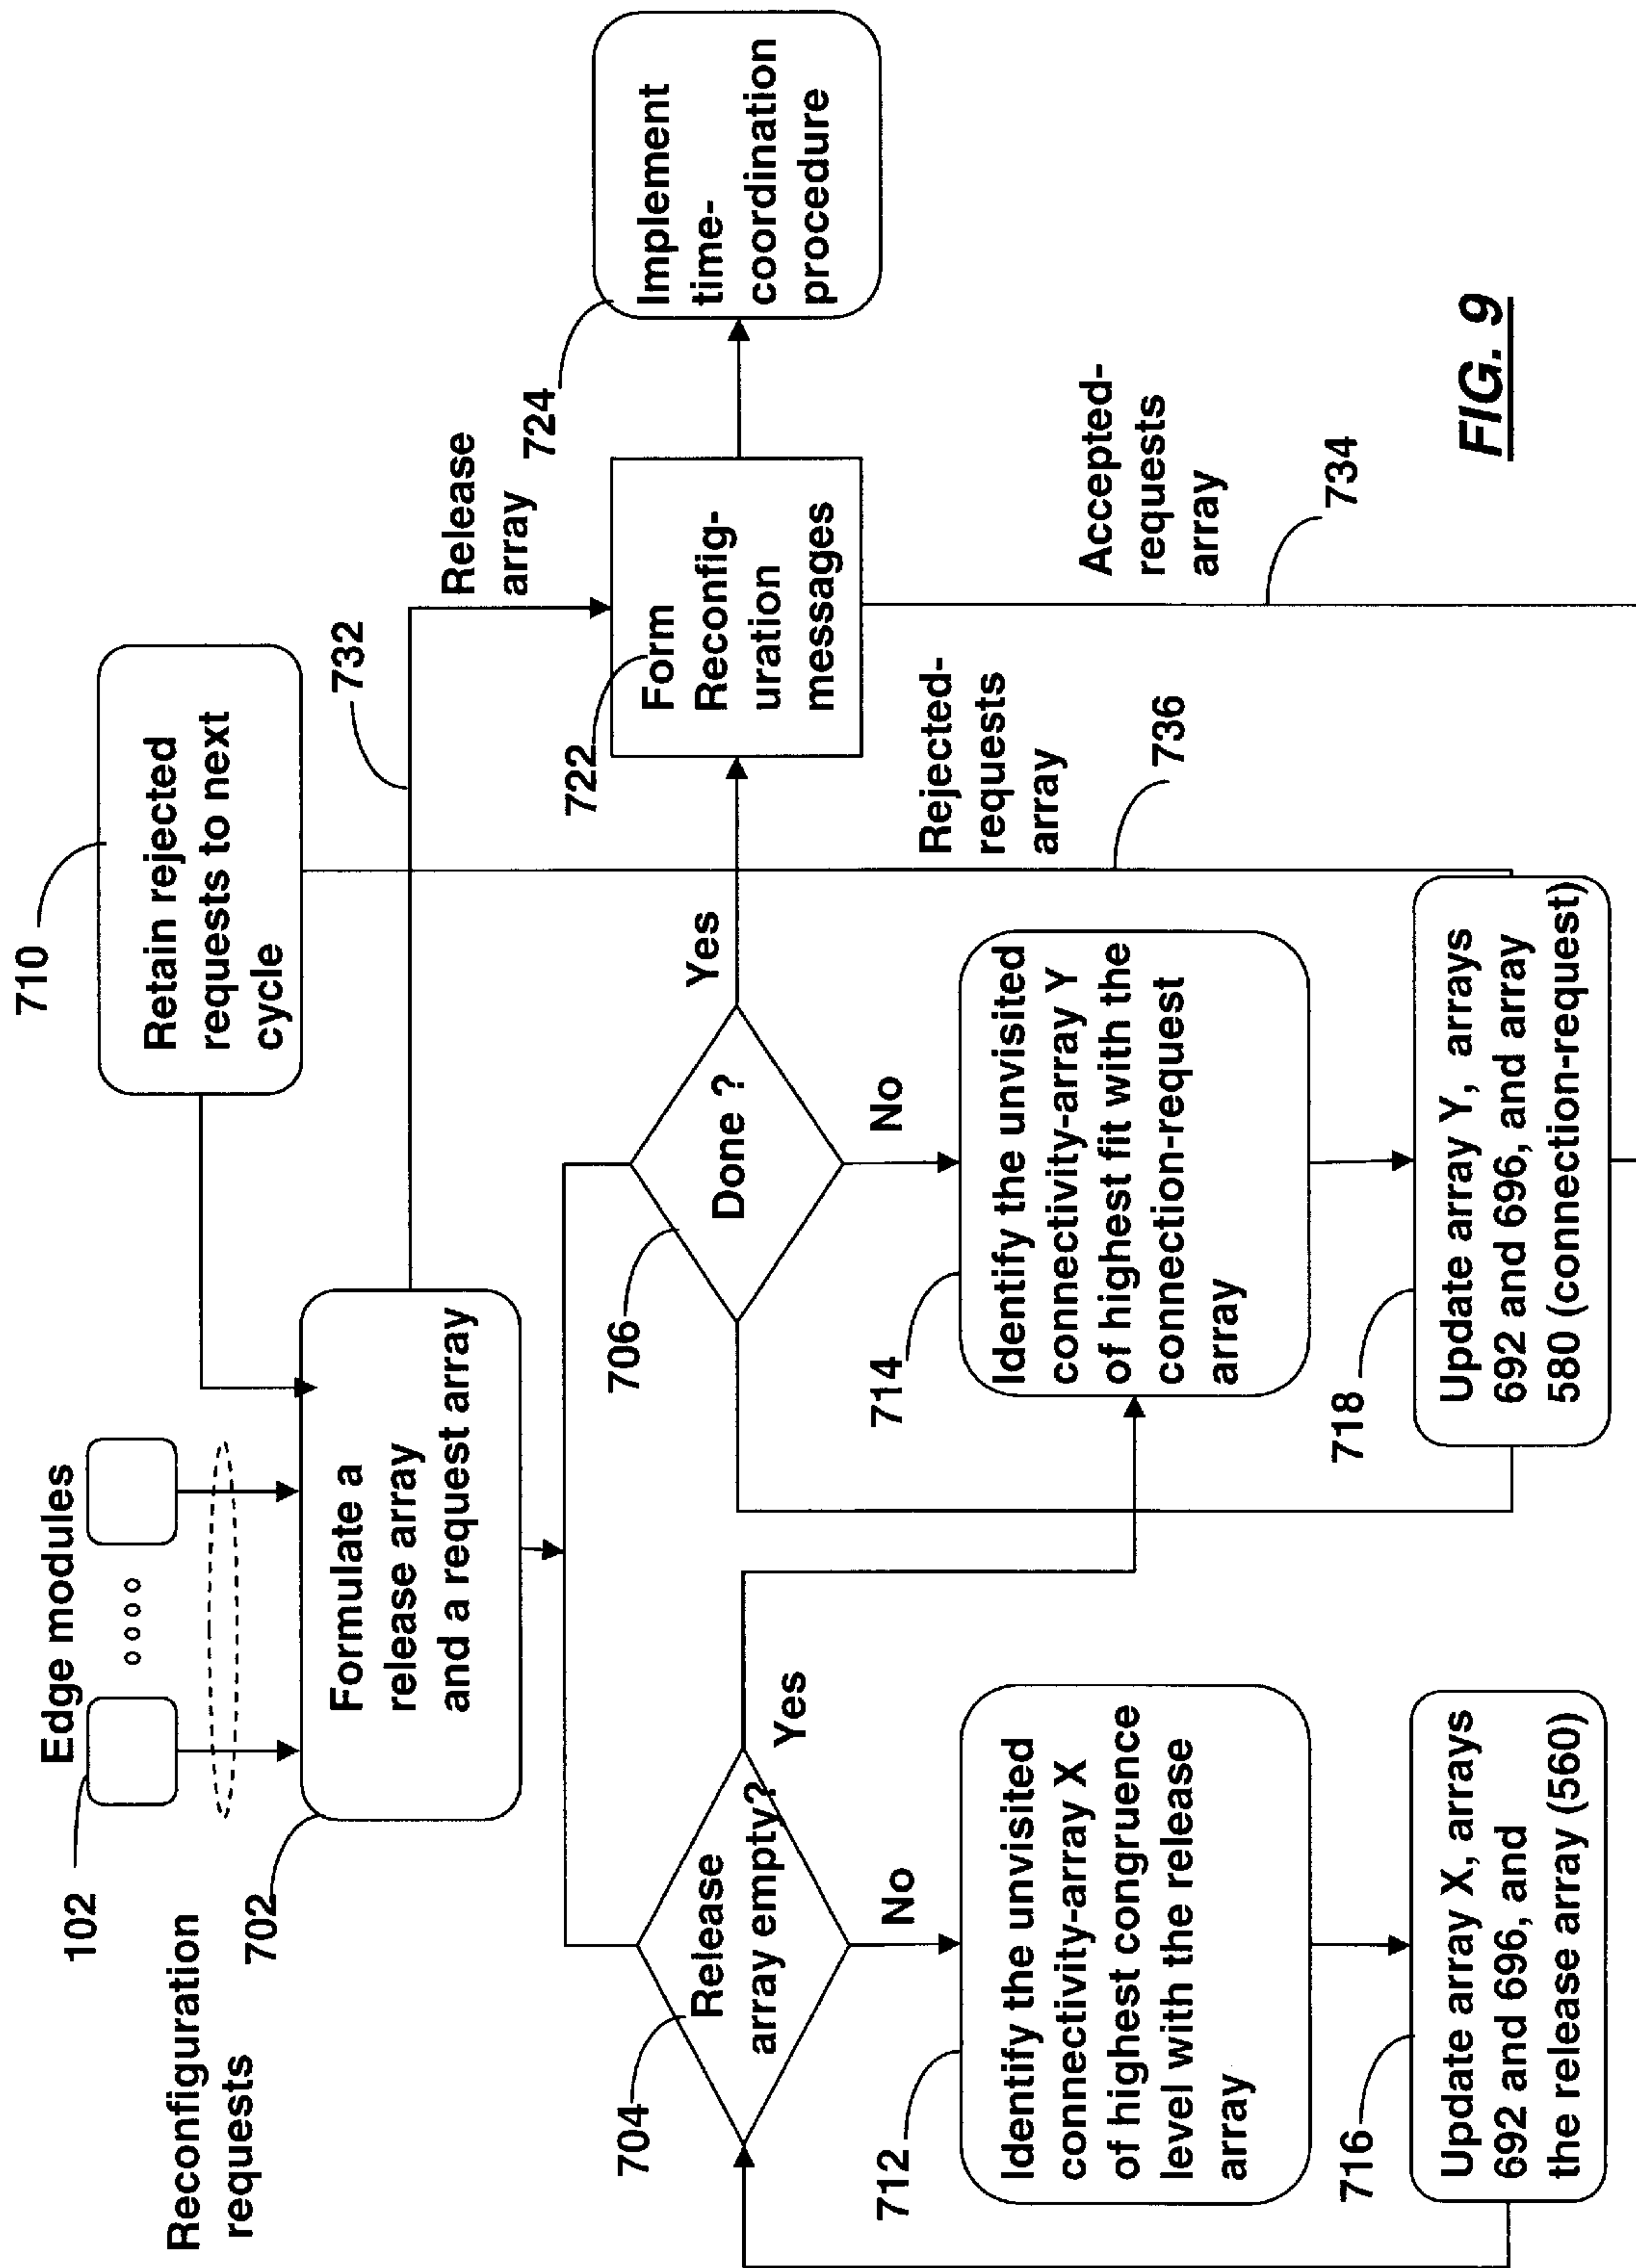 Edge modules
102
Reconfiguration
requests
702
Formulate a
release array
and a request array
710
Retain rejected
requests to next
cycle
732
Release
array
704
Release
array empty?
Yes
No
706
Done ?
Yes
No
722
Form
Reconfig-
uration
messages
724
Implement
time-
coordination
procedure
712
Identify the unvisited
connectivity-array X
of highest congruence
level with the release
array
714
Identify the unvisited
connectivity-array Y
of highest fit with the
connection-request
array
Rejected-
requests
array
736
Accepted-
requests
array
734
716
Update array X, arrays
692 and 696, and
the release array (560)
718
Update array Y, arrays
692 and 696, and array
580 (connection-request)
FIG. 9